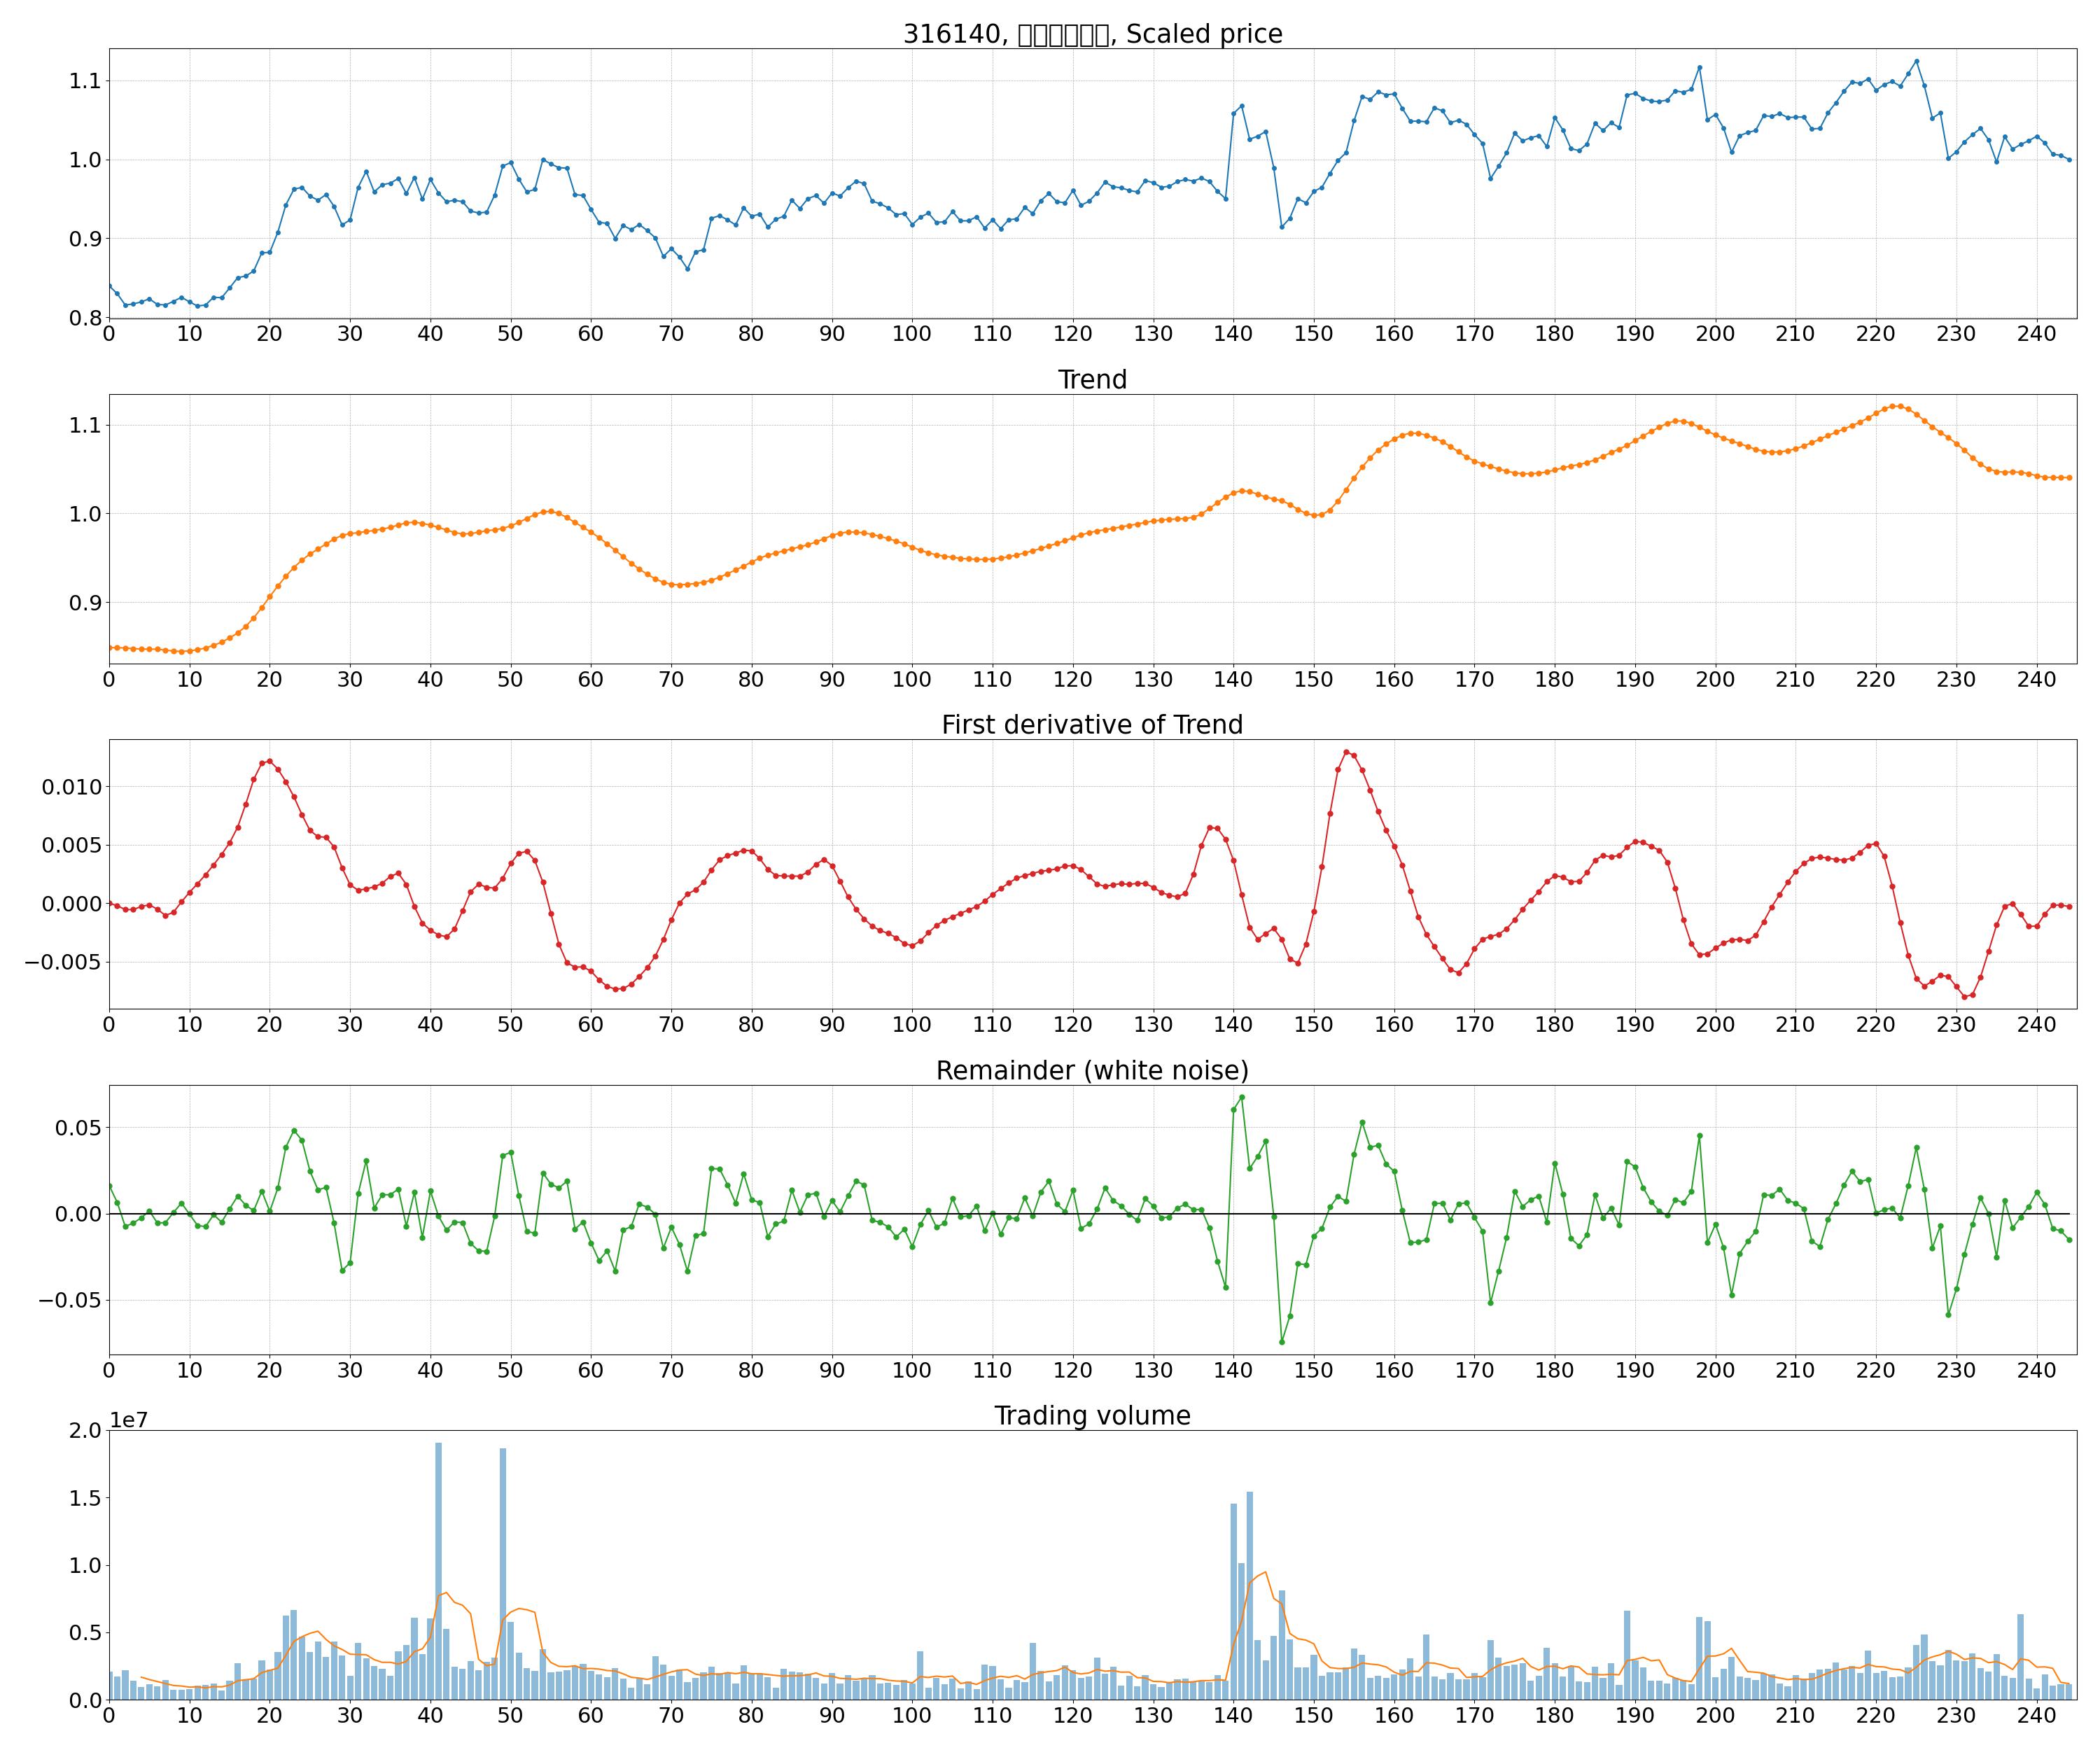 316140, □□□□□□, Scaled price
1.1
1.0
0.9
0.8
0 10 20 30 40 50 60 70 80 90 100 110 120 130 140 150 160 170 180 190 200 210 220 230 240
Trend
1.1
1.0
0.9
0 10 20 30 40 50 60 70 80 90 100 110 120 130 140 150 160 170 180 190 200 210 220 230 240
First derivative of Trend
0.010
0.005
0.000
−0.005
0 10 20 30 40 50 60 70 80 90 100 110 120 130 140 150 160 170 180 190 200 210 220 230 240
Remainder (white noise)
0.05
0.00
−0.05
0 10 20 30 40 50 60 70 80 90 100 110 120 130 140 150 160 170 180 190 200 210 220 230 240
Trading volume
1e7
2.0
1.5
1.0
0.5
0.0
0 10 20 30 40 50 60 70 80 90 100 110 120 130 140 150 160 170 180 190 200 210 220 230 240